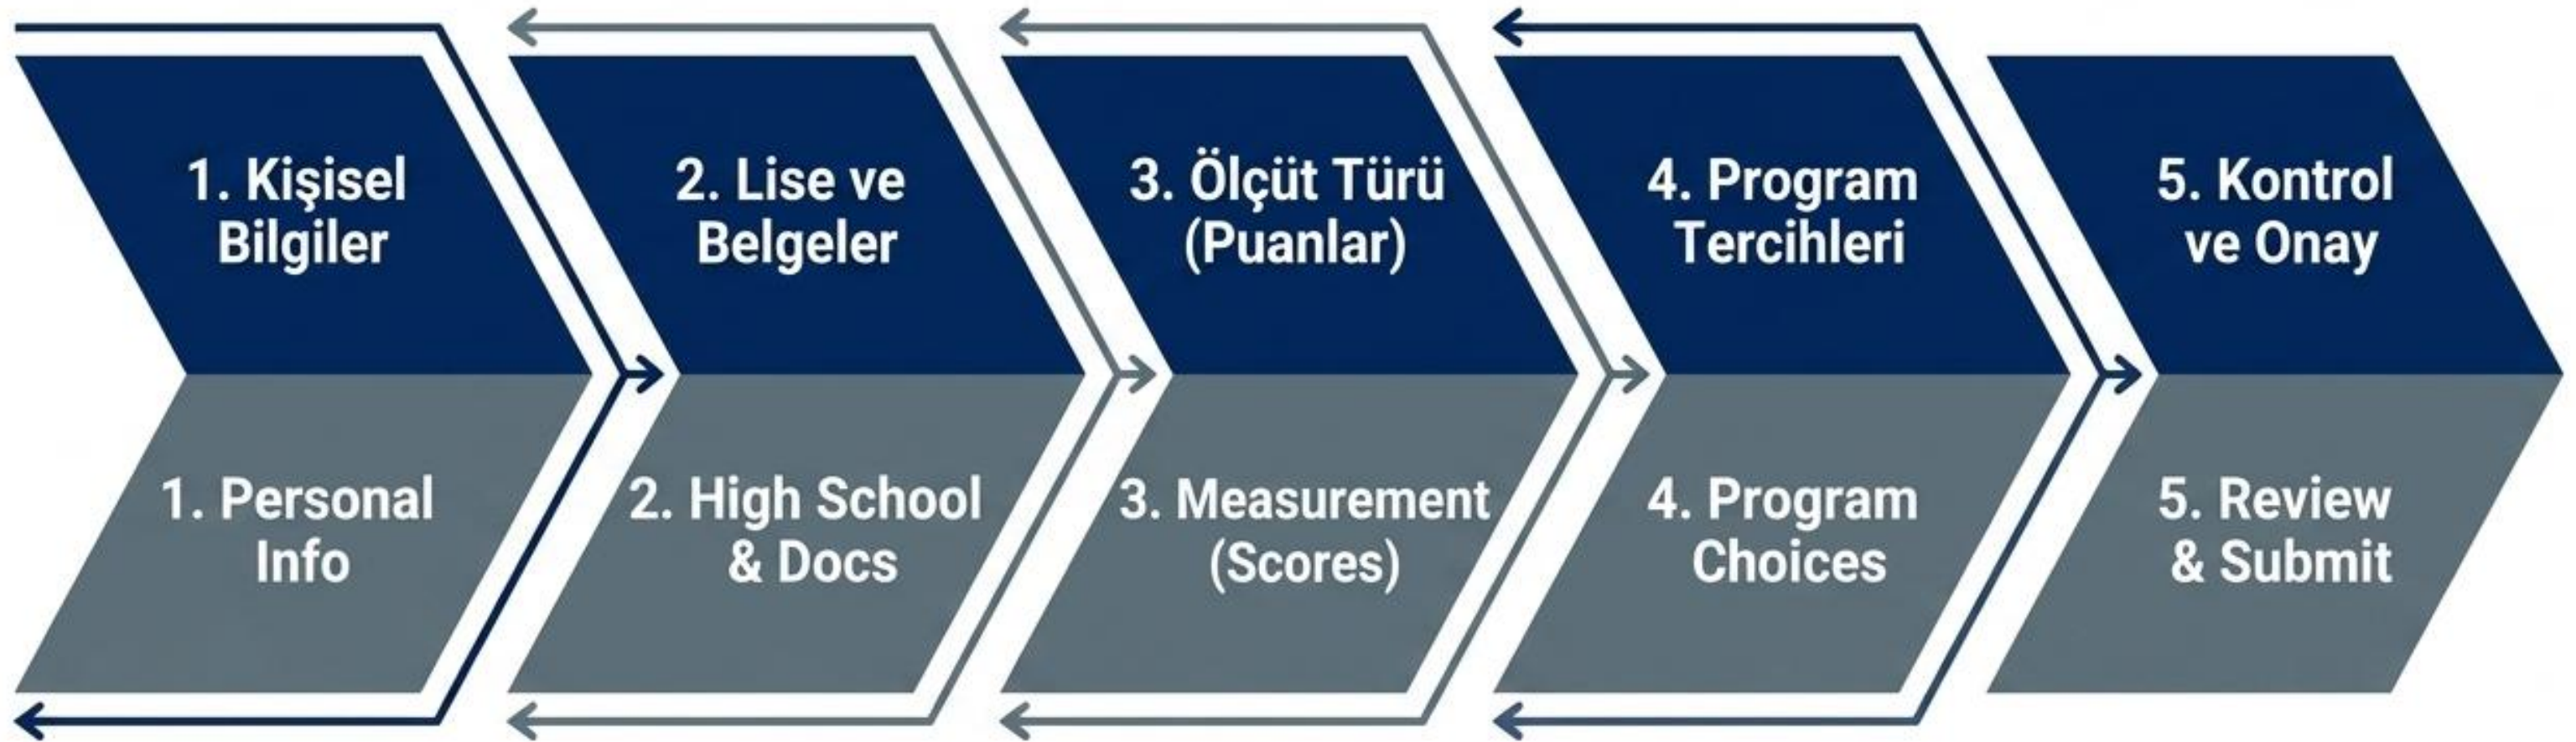 1. Kişisel
Bilgiler
2. Lise ve
Belgeler
3. Ölçüt Türü
(Puanlar)
4. Program
Tercihleri
5. Kontrol
ve Onay
1. Personal
Info
2. High School
& Docs
3. Measurement
(Scores)
4. Program
Choices
5. Review
& Submit